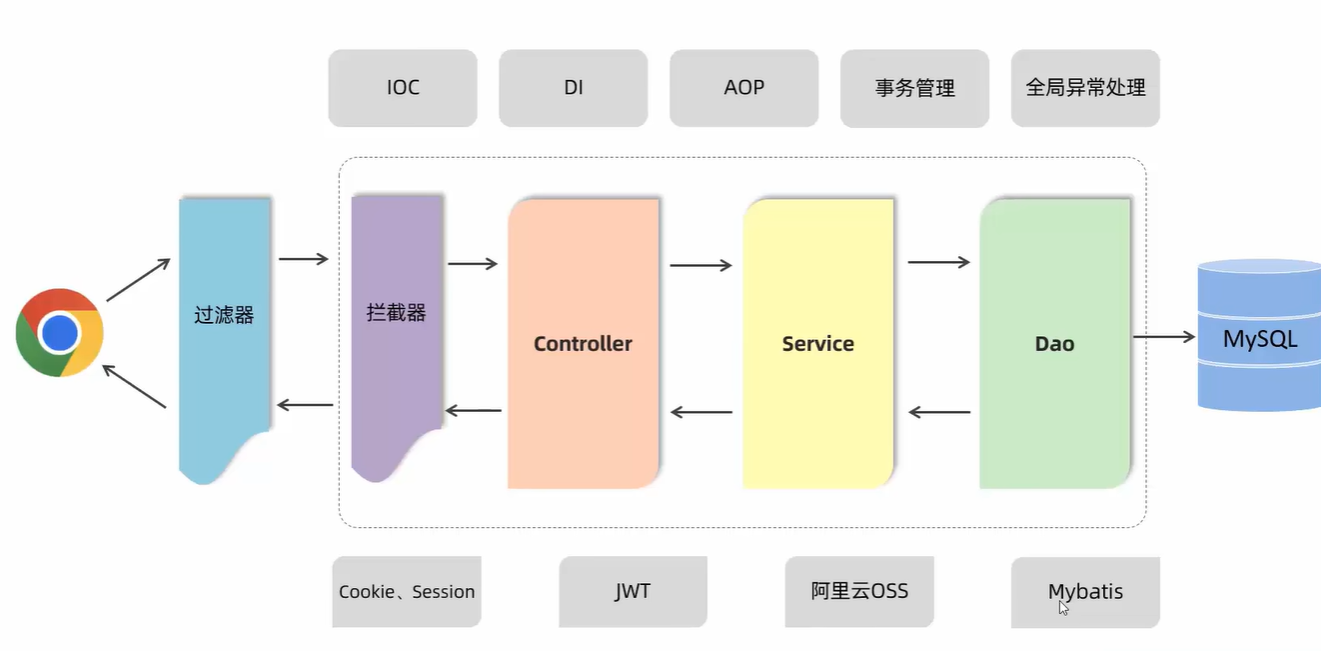 IOC
DI
AOP
事务管理
全局异常处理
过滤器
拦截器
Controller
Service
Dao
MySQL
Cookie、Session
JWT
阿里云OSS
Mybatis